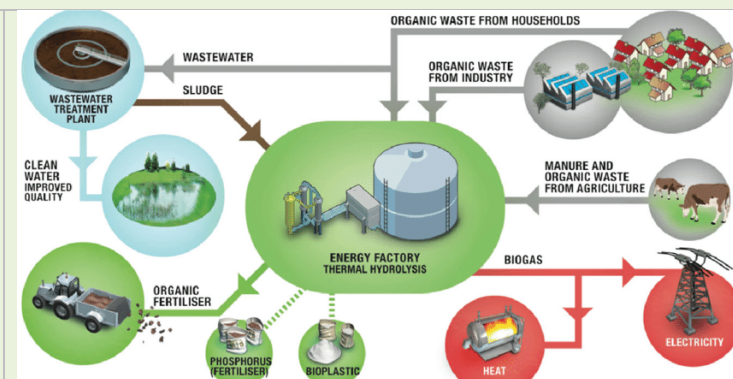 ORGANIC WASTE FROM HOUSEHOLDS
WASTEWATER
ORGANIC WASTE
FROM INDUSTRY
WASTEWATER
TREATMENT
PLANT
SLUDGE
CLEAN
WATER
IMPROVED
QUALITY
MANURE AND
ORGANIC WASTE
FROM AGRICULTURE
ENERGY FACTORY
THERMAL HYDROLYSIS
BIOGAS
ORGANIC
FERTILISER
PHOSPHORUS
(FERTILISER)
BIOPLASTIC
HEAT
ELECTRICITY